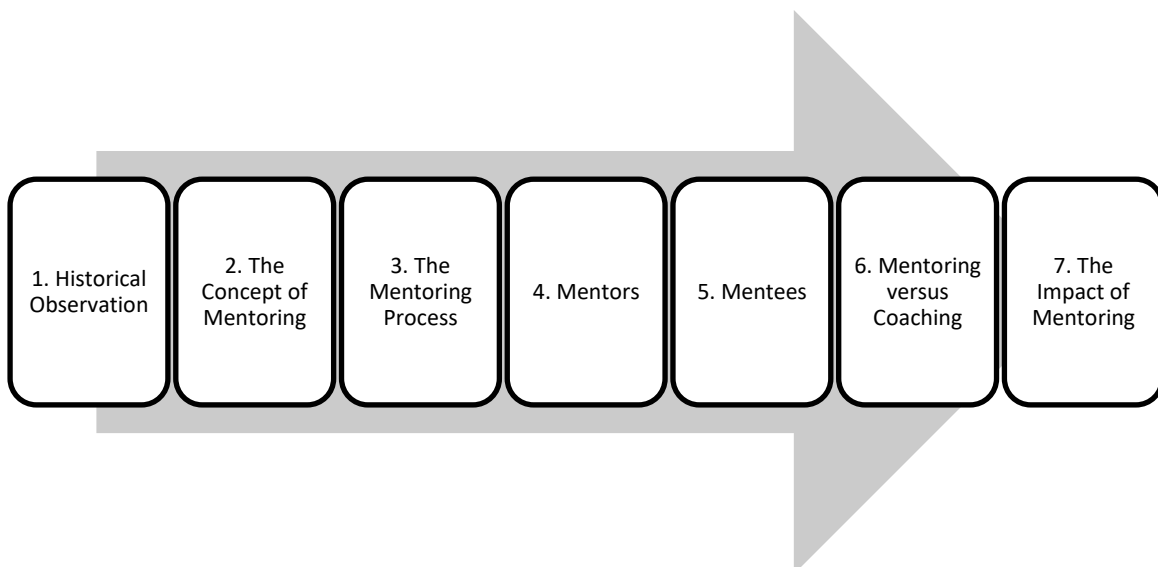 1. Historical
Observation
2. The
Concept of
Mentoring
3. The
Mentoring
Process
4. Mentors
5. Mentees
6. Mentoring
versus
Coaching
7. The
Impact of
Mentoring